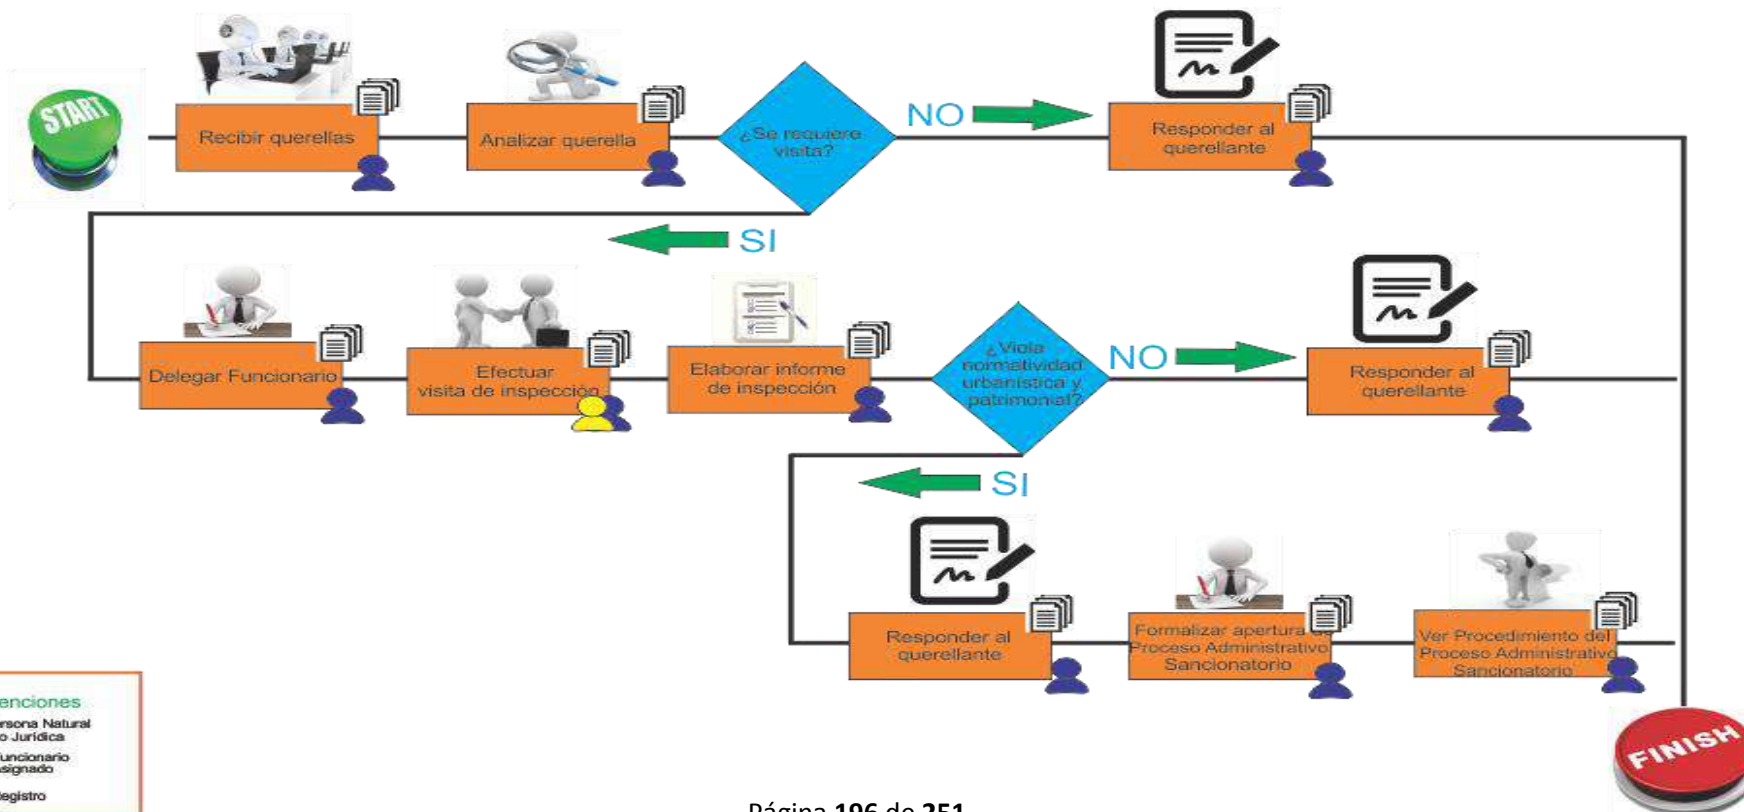 START
Recibir querellas
Analizar querella
¿Se requiere
visita?
NO
Responder al
querellante
SI
Delegar Funcionario
Efectuar
visita de inspección
Elaborar informe
de inspección
¿Viola
normatividad
urbanística y
patrimonial?
NO
Responder al
querellante
SI
Responder al
querellante
Formalizar apertura
Proceso Administrativo
Sancionatorio
Ver Procedimiento del
Proceso Administrativo
Sancionatorio
FINISH
enciones
ersona Natural
o Jurídica
uncionario
signado
egistro
Página 196 de 251